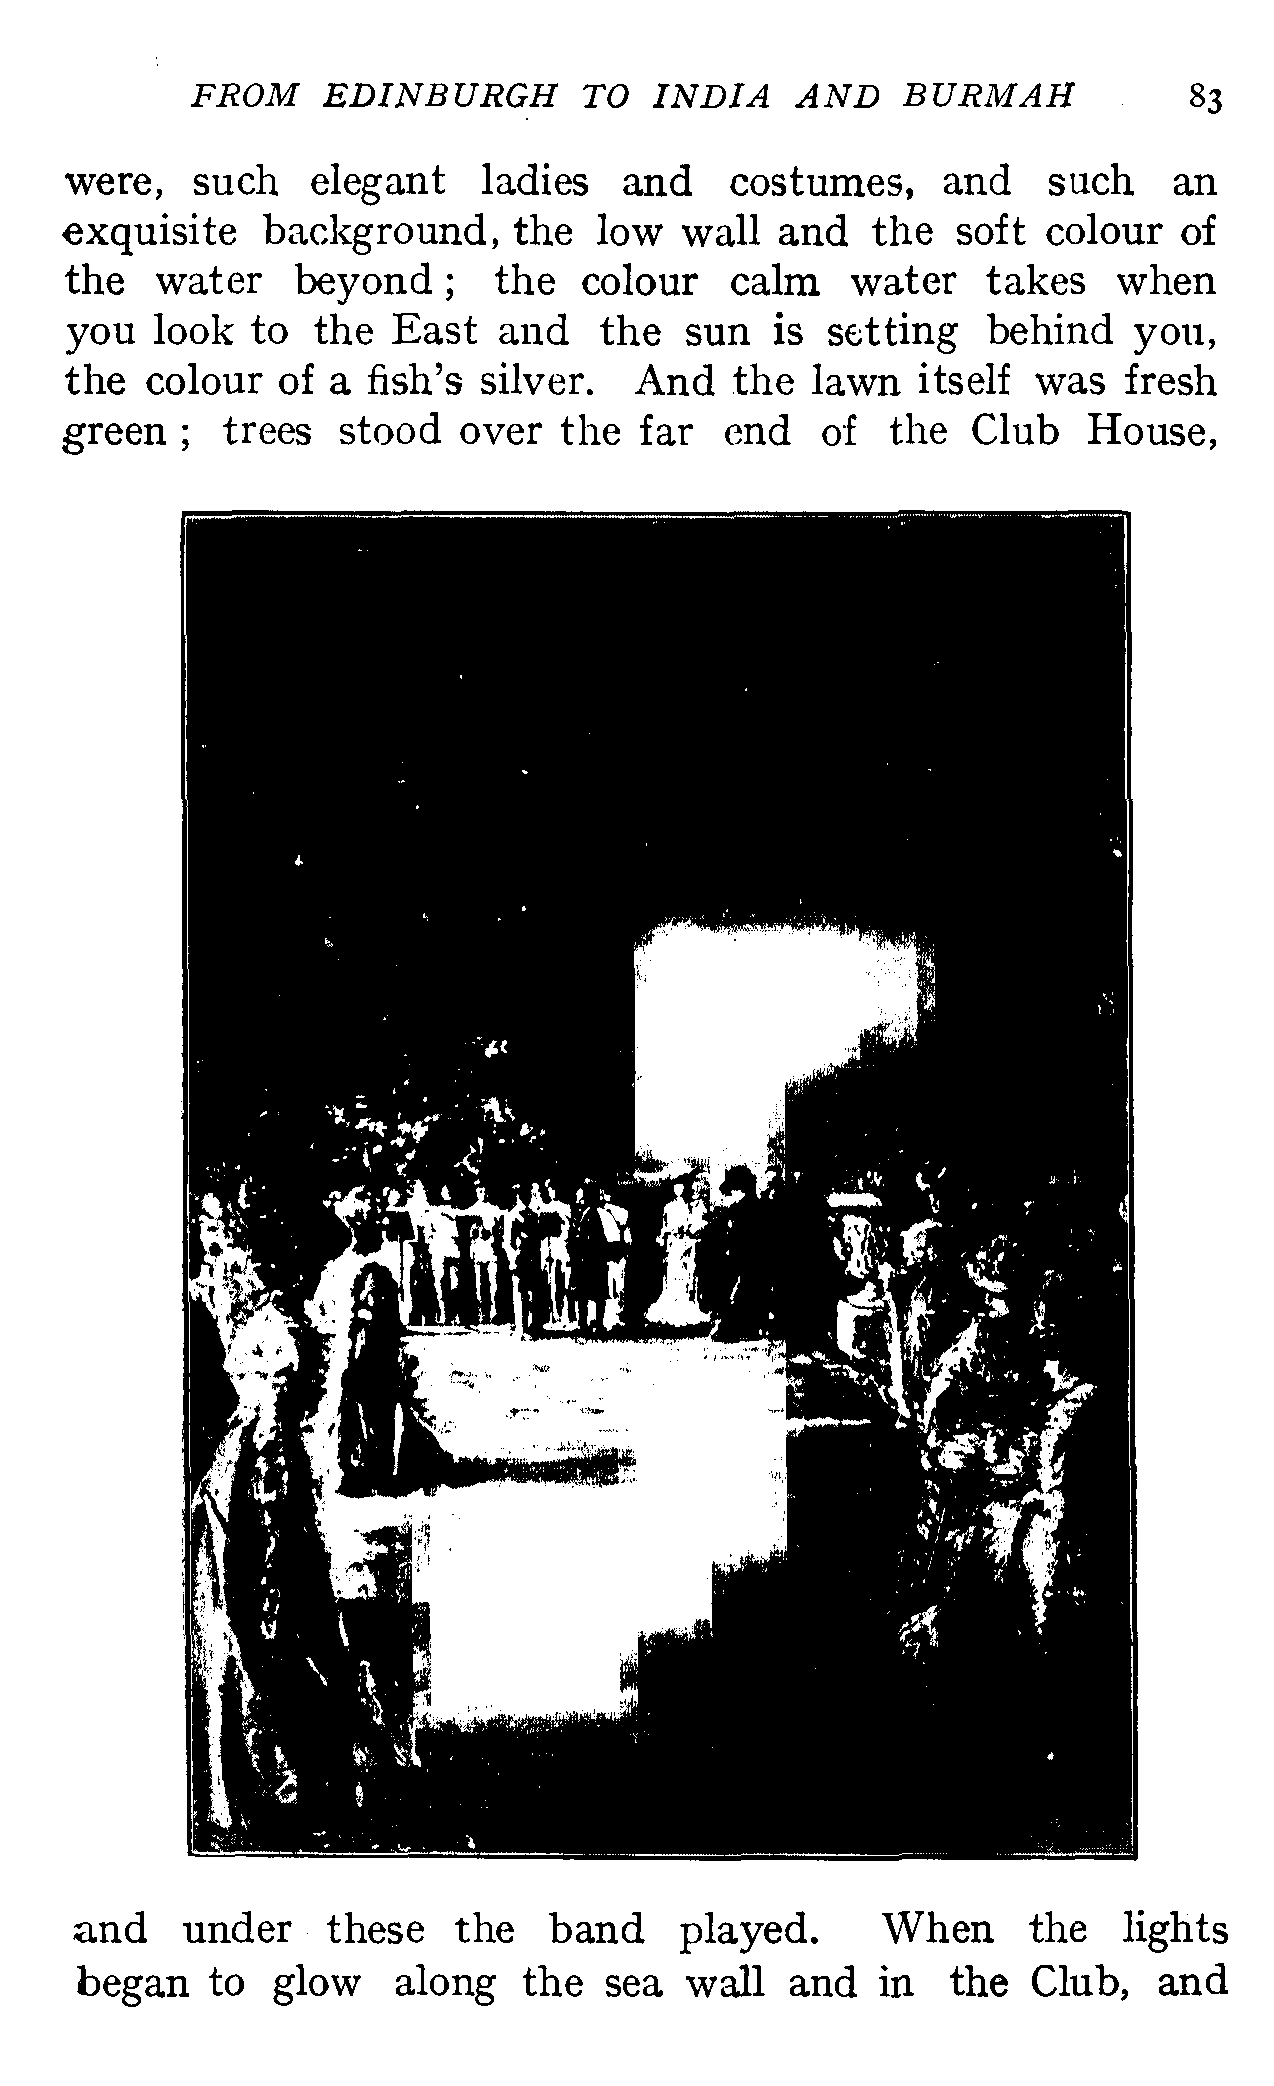 FROM EDINBURGH TO INDIA AND BURMAH 83
were, such elegant ladies and costumes, and such an
exquisite background, the low wall and the soft colour of
the water beyond ; the colour calm water takes when
you look to the East and the sun is setting behind you,
the colour of a fish's silver. And the lawn itself was fresh
green ; trees stood over the far end of the Club House,
and under these the band played. When the lights
began to glow along the sea wall and in the Club, and